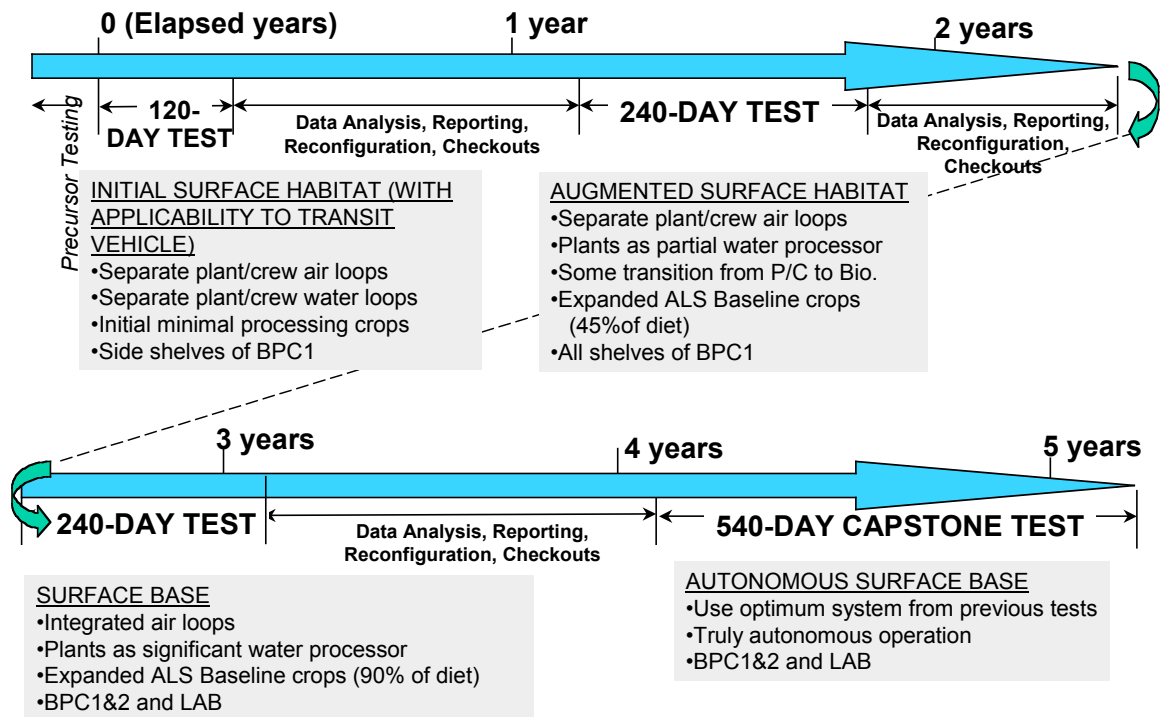 0 (Elapsed years)
1 year
2 years
Precursor Testing
120-
DAY TEST
Data Analysis, Reporting,
Reconfiguration, Checkouts
240-DAY TEST
Data Analysis, Reporting,
Reconfiguration,
Checkouts
INITIAL SURFACE HABITAT (WITH
APPLICABILITY TO TRANSIT
VEHICLE)
•Separate plant/crew air loops
•Separate plant/crew water loops
•Initial minimal processing crops
•Side shelves of BPC1
AUGMENTED SURFACE HABITAT
•Separate plant/crew air loops
•Plants as partial water processor
•Some transition from P/C to Bio.
•Expanded ALS Baseline crops
(45%of diet)
•All shelves of BPC1
3 years
4 years
5 years
240-DAY TEST
Data Analysis, Reporting,
Reconfiguration, Checkouts
540-DAY CAPSTONE TEST
SURFACE BASE
•Integrated air loops
•Plants as significant water processor
•Expanded ALS Baseline crops (90% of diet)
•BPC1&2 and LAB
AUTONOMOUS SURFACE BASE
•Use optimum system from previous tests
•Truly autonomous operation
•BPC1&2 and LAB